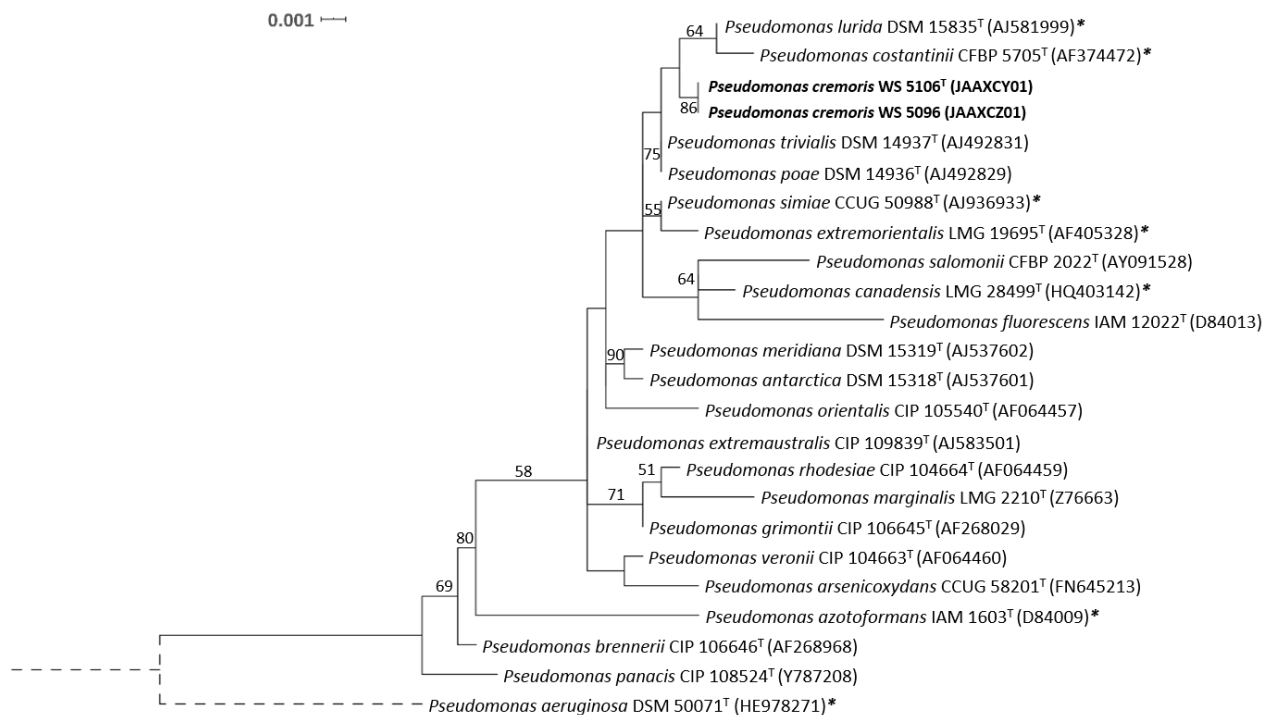 0.001
64
Pseudomonas lurida DSM 15835ᵀ (AJ581999)*
Pseudomonas costantinii CFBP 5705ᵀ (AF374472)*
Pseudomonas cremoris WS 5106ᵀ (JAAXCY01)
86
Pseudomonas cremoris WS 5096 (JAAXCZ01)
Pseudomonas trivialis DSM 14937ᵀ (AJ492831)
75
Pseudomonas poae DSM 14936ᵀ (AJ492829)
Pseudomonas simiae CCUG 50988ᵀ (AJ936933)*
55
Pseudomonas extremorientalis LMG 19695ᵀ (AF405328)*
Pseudomonas salomonii CFBP 2022ᵀ (AY091528)
64
Pseudomonas canadensis LMG 28499ᵀ (HQ403142)*
Pseudomonas fluorescens IAM 12022ᵀ (D84013)
Pseudomonas meridiana DSM 15319ᵀ (AJ537602)
90
Pseudomonas antarctica DSM 15318ᵀ (AJ537601)
Pseudomonas orientalis CIP 105540ᵀ (AF064457)
Pseudomonas extremaustralis CIP 109839ᵀ (AJ583501)
58
51
Pseudomonas rhodesiae CIP 104664ᵀ (AF064459)
71
Pseudomonas marginalis LMG 2210ᵀ (Z76663)
Pseudomonas grimontii CIP 106645ᵀ (AF268029)
80
Pseudomonas veronii CIP 104663ᵀ (AF064460)
Pseudomonas arsenicoxydans CCUG 58201ᵀ (FN645213)
69
Pseudomonas azotoformans IAM 1603ᵀ (D84009)*
Pseudomonas brennerii CIP 106646ᵀ (AF268968)
Pseudomonas panacis CIP 108524ᵀ (Y787208)
Pseudomonas aeruginosa DSM 50071ᵀ (HE978271)*